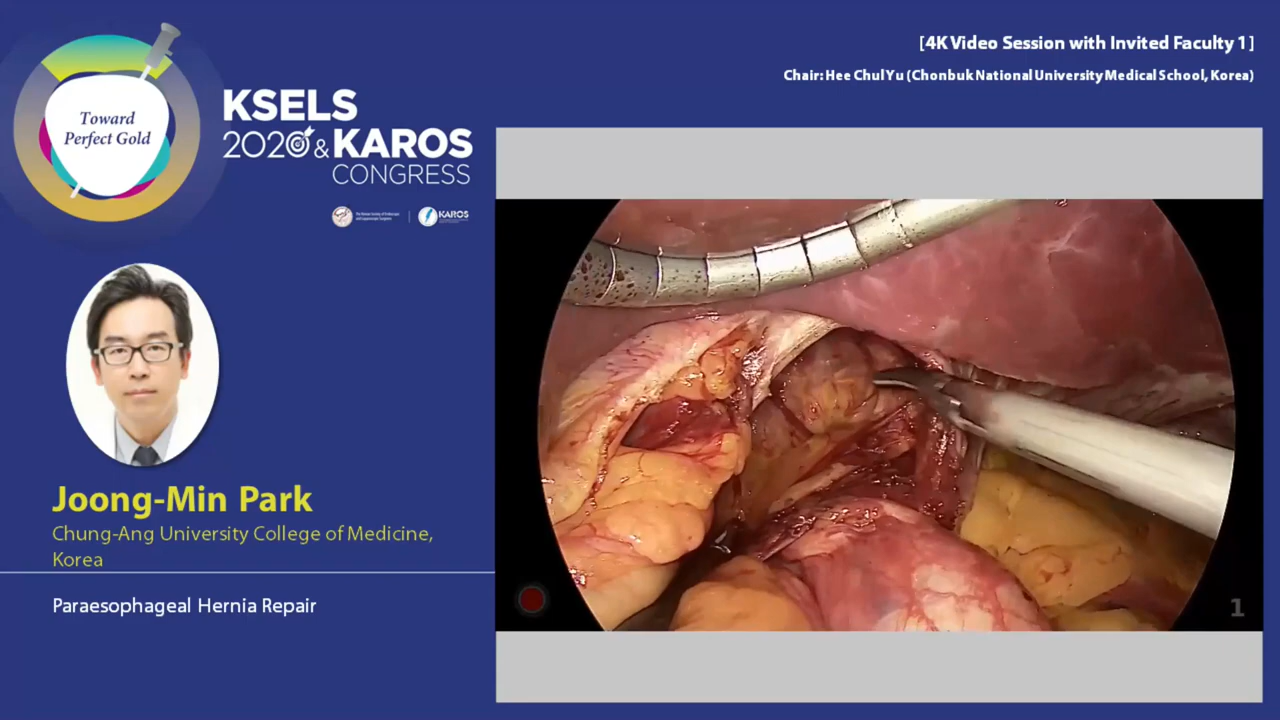 Toward
Perfect Gold
KSELS
2020 & KAROS
CONGRESS
KAROS
[4K Video Session with Invited Faculty 1]
Chair: Hee Chul Yu (Chonbuk National University Medical School, Korea)
Joong-Min Park
Chung-Ang University College of Medicine,
Korea
Paraesophageal Hernia Repair
1